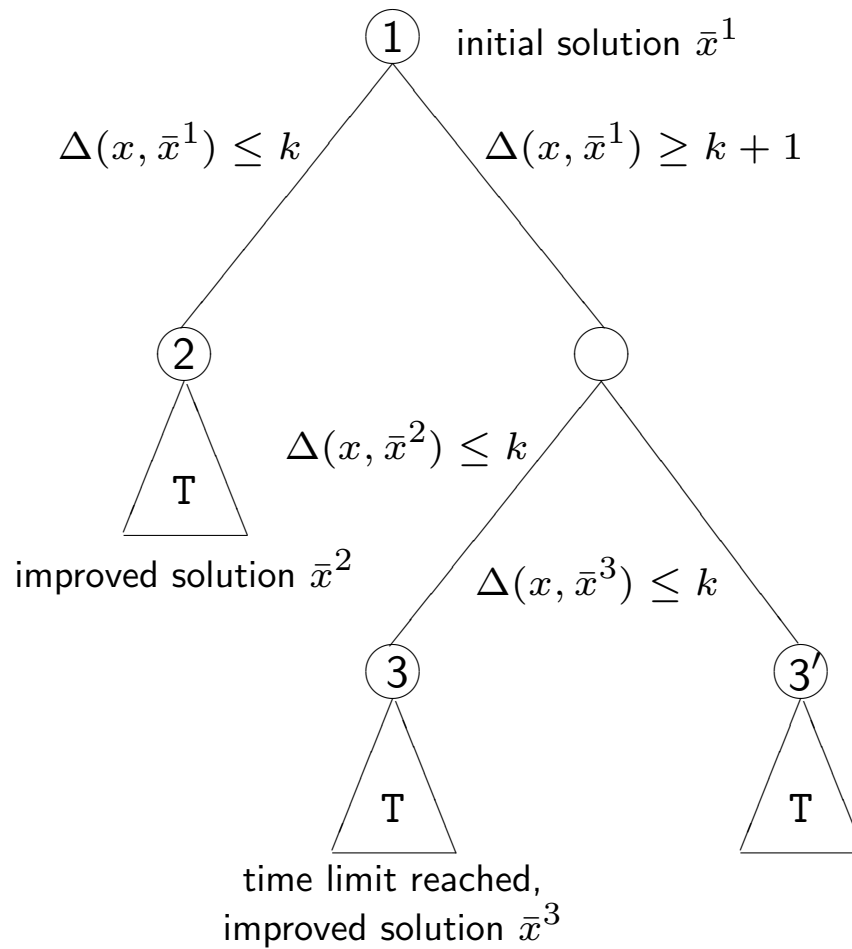 1 initial solution x̄¹
Δ(x, x̄¹) ≤ k
Δ(x, x̄¹) ≥ k + 1
2
Δ(x, x̄²) ≤ k
T
improved solution x̄²
Δ(x, x̄³) ≤ k
3
3′
T
T
time limit reached,
improved solution x̄³